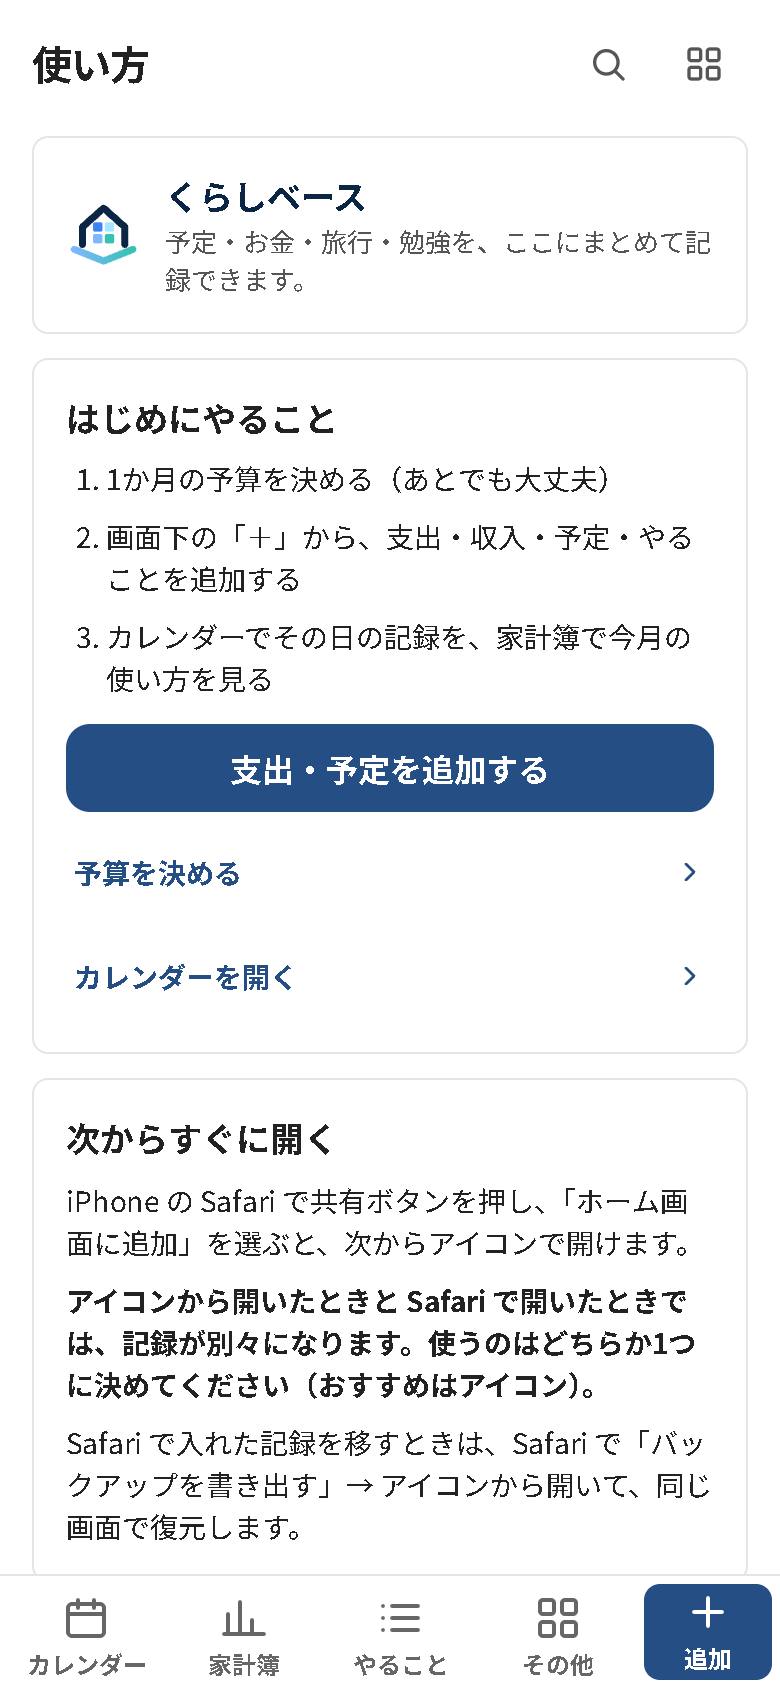 使い方
くらしベース
予定・お金・旅行・勉強を、ここにまとめて記
録できます。
はじめにやること
1. 1か月の予算を決める（あとでも大丈夫）
2. 画面下の「＋」から、支出・収入・予定・やる
ことを追加する
3. カレンダーでその日の記録を、家計簿で今月の
使い方を見る
支出・予定を追加する
予算を決める
カレンダーを開く
次からすぐに開く
iPhone の Safari で共有ボタンを押し、「ホーム画
面に追加」を選ぶと、次からアイコンで開けます。
アイコンから開いたときと Safari で開いたときで
は、記録が別々になります。使うのはどちらか1つ
に決めてください（おすすめはアイコン）。
Safari で入れた記録を移すときは、Safari で「バッ
クアップを書き出す」→ アイコンから開いて、同じ
画面で復元します。
カレンダー
家計簿
やること
その他
追加